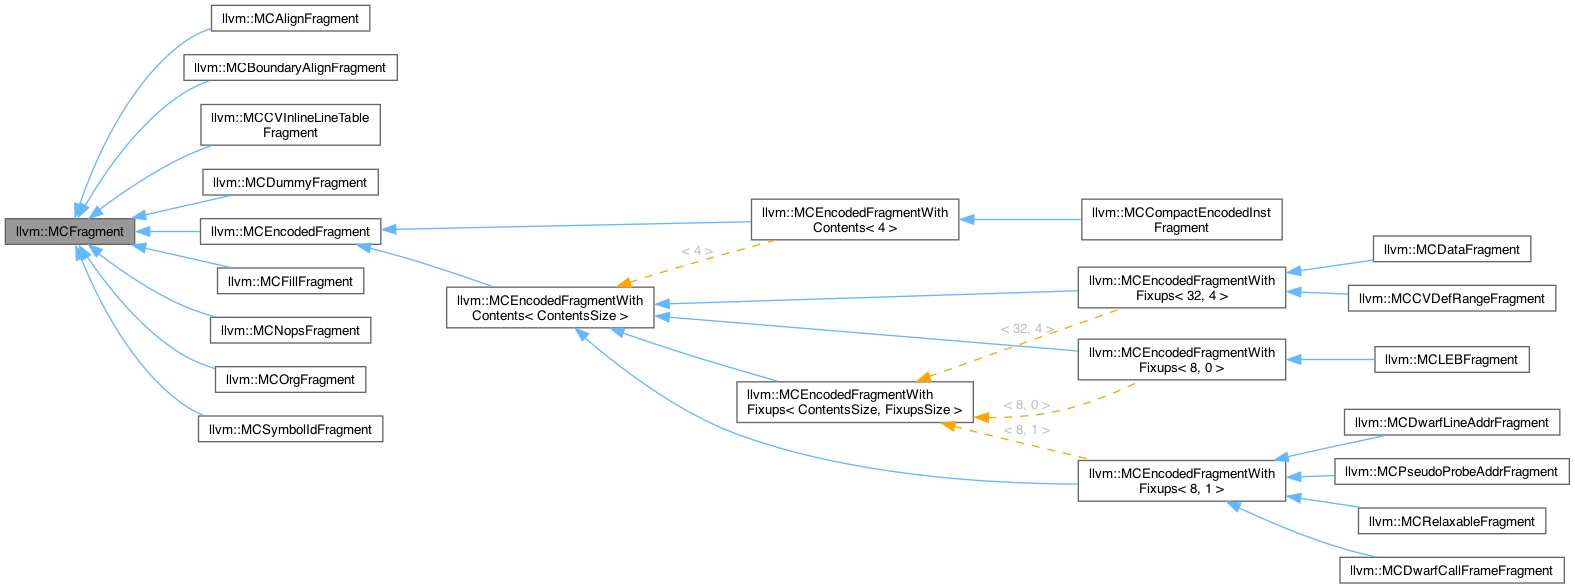 llvm::MCAlignFragment
llvm::MCBoundaryAlignFragment
llvm::MCCVInlineLineTable
Fragment
llvm::MCDummyFragment
llvm::MCFragment
llvm::MCEncodedFragment
llvm::MCFillFragment
llvm::MCNopsFragment
llvm::MCOrgFragment
llvm::MCSymbolIdFragment
llvm::MCEncodedFragmentWith
Contents< ContentsSize >
llvm::MCEncodedFragmentWith
Contents< 4 >
< 4 >
llvm::MCEncodedFragmentWith
Fixups< ContentsSize, FixupsSize >
llvm::MCCompactEncodedInst
Fragment
llvm::MCEncodedFragmentWith
Fixups< 32, 4 >
< 32, 4 >
llvm::MCEncodedFragmentWith
Fixups< 8, 0 >
< 8, 0 >
< 8, 1 >
llvm::MCEncodedFragmentWith
Fixups< 8, 1 >
llvm::MCDataFragment
llvm::MCCVDefRangeFragment
llvm::MCLEBFragment
llvm::MCDwarfLineAddrFragment
llvm::MCPseudoProbeAddrFragment
llvm::MCRelaxableFragment
llvm::MCDwarfCallFrameFragment